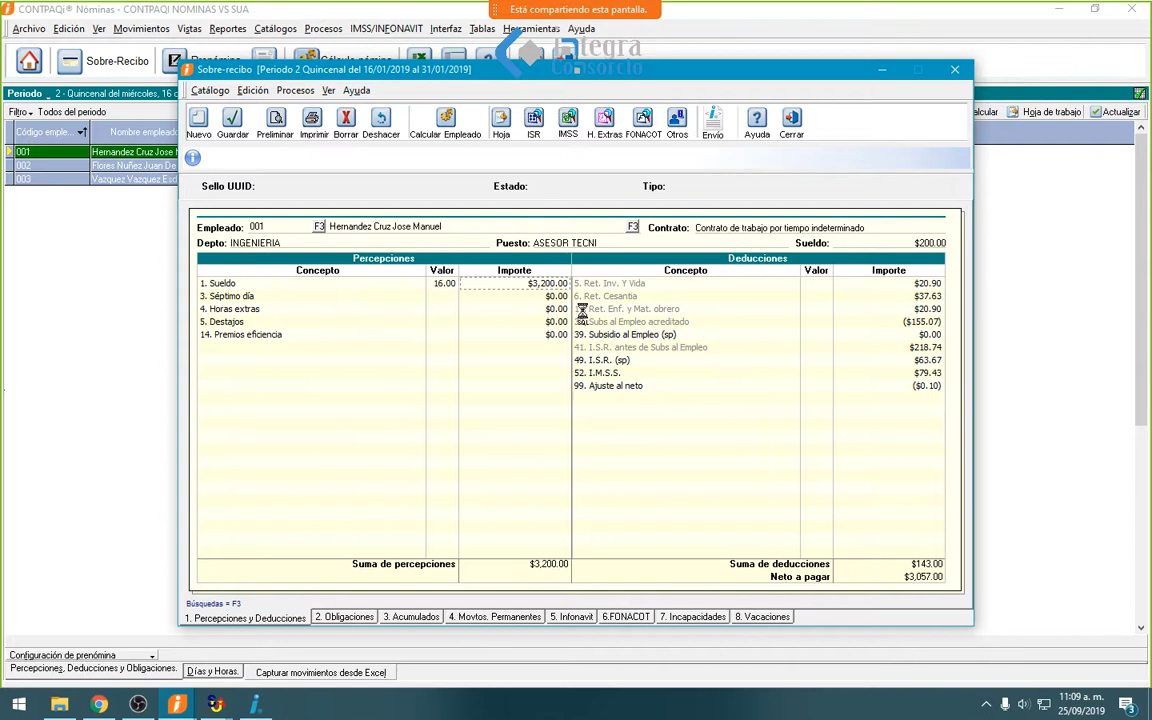 CONTPAQi® Nóminas - CONTPAQI NOMINAS VS SUA
Está compartiendo esta pantalla.
Archivo Edición Ver Movimientos Vistas Reportes Catálogos Procesos IMSS/INFONAVIT Interfaz Tablas Herramientas Ayuda
Integra
Consorcio
Sobre-Recibo
Sobre-recibo [Periodo 2 Quincenal del 16/01/2019 al 31/01/2019]
Periodo 2 - Quincenal del miércoles, 16
Catálogo Edición Procesos Ver Ayuda
Filtro Todos del periodo
Hoja de trabajo Actualizar
Código emple... Nombre empleado
Nuevo Guardar Preliminar Imprimir Borrar Deshacer Calcular Empleado Hoja ISR IMSS H. Extras FONACOT Otros Envío Ayuda Cerrar
001 Hernandez Cruz Jose
002 Flores Nuñez Juan De
003 Vazquez Vazquez
Sello UUID: Estado: Tipo:
Empleado: 001 F3 Hernandez Cruz Jose Manuel F3 Contrato: Contrato de trabajo por tiempo indeterminado
Depto: INGENIERIA Puesto: ASESOR TECNI Sueldo: $200.00
Percepciones Deducciones
Concepto Valor Importe Concepto Valor Importe
1. Sueldo 16.00 $3,200.00 5. Ret. Inv. Y Vida $20.90
3. Séptimo día $0.00 6. Ret. Cesantia $37.63
4. Horas extras $0.00 Ret. Enf. y Mat. obrero $20.90
5. Destajos $0.00 Subs al Empleo acreditado ($155.07)
14. Premios eficiencia $0.00 39. Subsidio al Empleo (sp) $0.00
41. I.S.R. antes de Subs al Empleo $218.74
49. I.S.R. (sp) $63.67
52. I.M.S.S. $79.43
99. Ajuste al neto ($0.10)
Suma de percepciones $3,200.00 Suma de deducciones $143.00
Neto a pagar $3,057.00
Búsquedas = F3
1. Percepciones y Deducciones 2. Obligaciones 3. Acumulados 4. Movtos. Permanentes 5. Infonavit 6.FONACOT 7. Incapacidades 8. Vacaciones
Configuración de prenómina
Percepciones, Deducciones y Obligaciones. Días y Horas. Capturar movimientos desde Excel
11:09 a. m.
25/09/2019
3